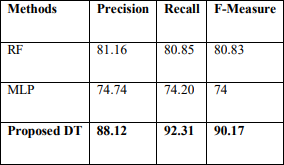 Methods Precision Recall F-Measure
RF 81.16 80.85 80.83
MLP 74.74 74.20 74
Proposed DT 88.12 92.31 90.17